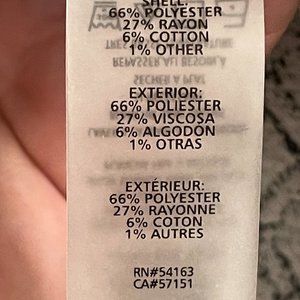 SHELL:
66% POLYESTER
27% RAYON
6% COTTON
1% OTHER
EXTERIOR:
66% POLIESTER
27% VISCOSA
6% ALGODON
1% OTRAS
EXTÉRIEUR:
66% POLYESTER
27% RAYONNE
6% COTON
1% AUTRES
RN#54163
CA#57151